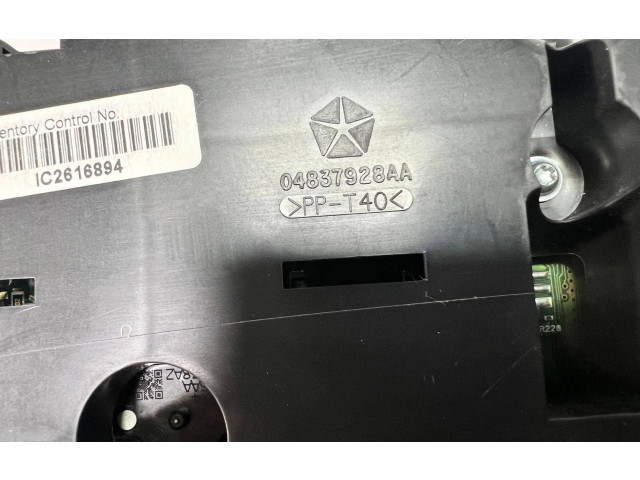 entory Control No.
IC2616894
04837928AA
>PP-T40<
R228